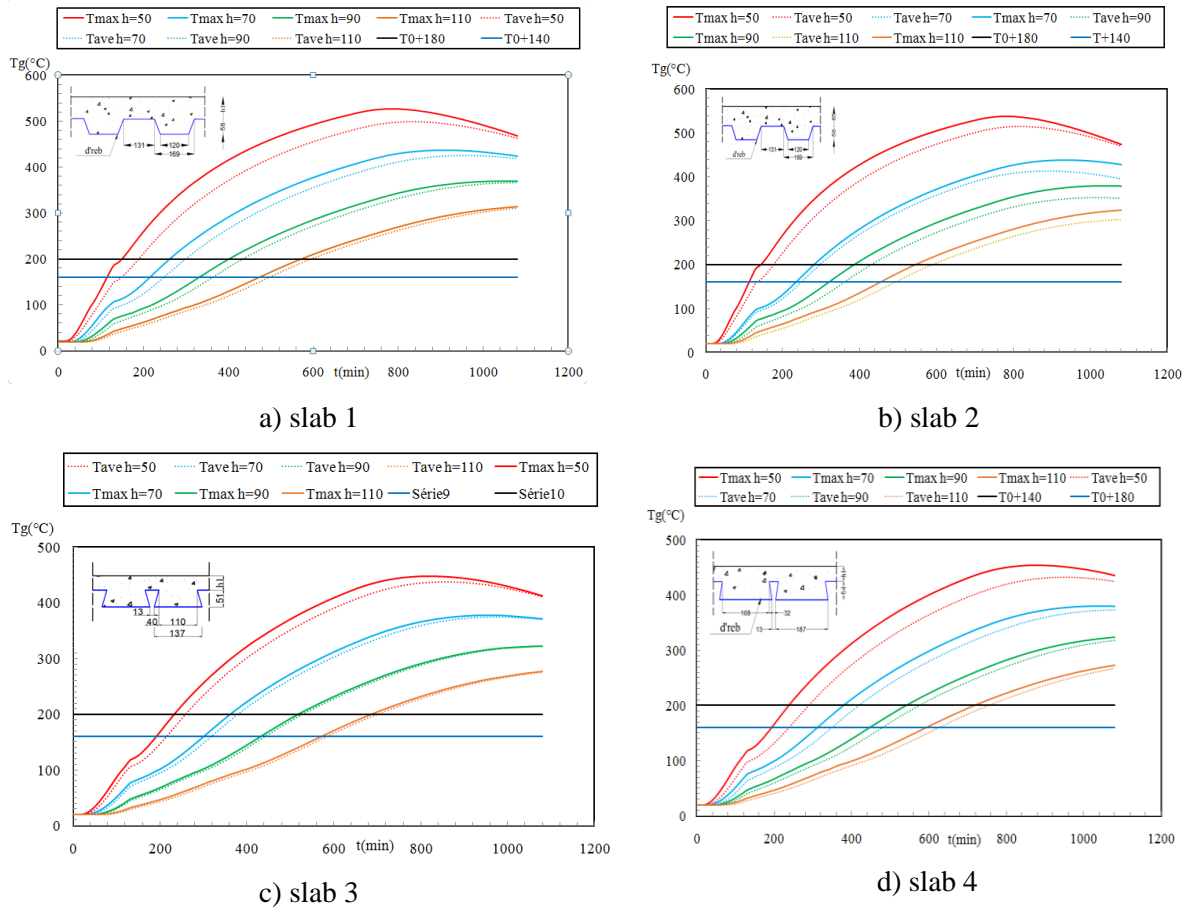 Tmax h=50 Tmax h=70 Tmax h=90 Tmax h=110 Tave h=50
Tave h=70 Tave h=90 Tave h=110 T0+180 T0+140
Tg(°C)
600
500
400
300
200
100
0
0 200 400 600 800 1000 1200
t(min)
d'reb
131
120
169
58
h1
a) slab 1
Tmax h=50 Tave h=50 Tave h=70 Tmax h=70 Tave h=90
Tmax h=90 Tave h=110 Tmax h=110 T0+180 T+140
Tg(°C)
600
500
400
300
200
100
0
0 200 400 600 800 1000 1200
t(min)
d'reb
131
120
169
58
b) slab 2
Tave h=50 Tave h=70 Tave h=90 Tave h=110 Tmax h=50
Tmax h=70 Tmax h=90 Tmax h=110 Série9 Série10
Tg(°C)
500
400
300
200
100
0
0 200 400 600 800 1000 1200
t(min)
13
40
110
137
51
h1
c) slab 3
Tmax h=50 Tmax h=70 Tmax h=90 Tmax h=110 Tave h=50
Tave h=70 Tave h=90 Tave h=110 T0+140 T0+180
Tg(°C)
500
400
300
200
100
0
0 200 400 600 800 1000 1200
t(min)
168
32
d'reb
13
187
54
h1
d) slab 4